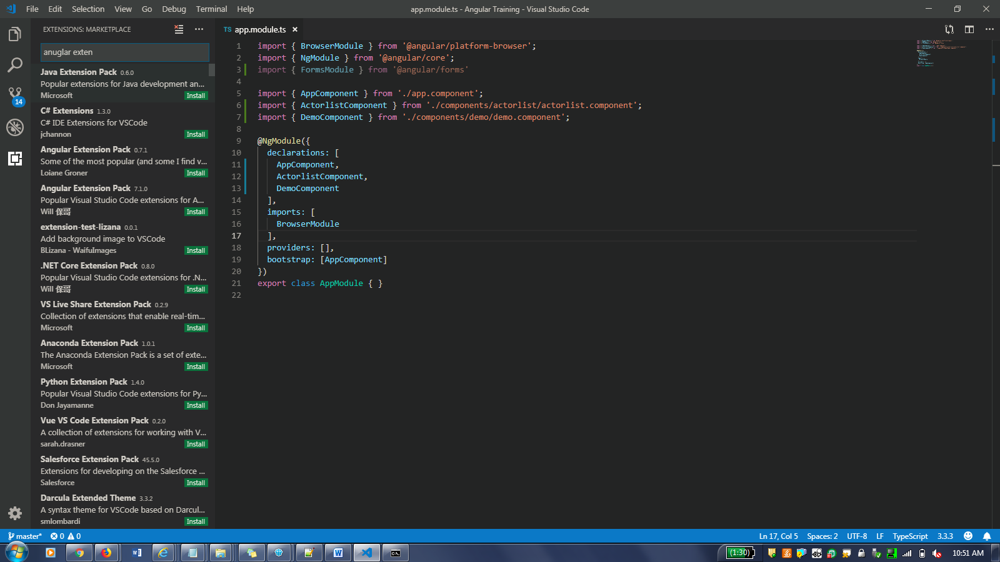 File Edit Selection View Go Debug Terminal Help
app.module.ts - Angular Training - Visual Studio Code
EXTENSIONS: MARKETPLACE
anuglar exten
Java Extension Pack 0.6.0
Popular extensions for Java development an...
Microsoft Install
C# Extensions 1.3.0
C# IDE Extensions for VSCode
jchannon Install
Angular Extension Pack 0.7.1
Some of the most popular (and some I find v...
Loiane Groner Install
Angular Extension Pack 7.1.0
Popular Visual Studio Code extensions for A...
Will 保哥 Install
extension-test-lizana 0.0.1
Add background image to VSCode
BLizana - WaifuImages Install
.NET Core Extension Pack 0.8.0
Popular Visual Studio Code extensions for .N...
Will 保哥 Install
VS Live Share Extension Pack 0.2.9
Collection of extensions that enable real-tim...
Microsoft Install
Anaconda Extension Pack 1.0.1
The Anaconda Extension Pack is a set of exte...
Microsoft Install
Python Extension Pack 1.4.0
Popular Visual Studio Code extensions for Py...
Don Jayamanne Install
Vue VS Code Extension Pack 0.2.0
A collection of extensions for working with V...
sarah.drasner Install
Salesforce Extension Pack 45.5.0
Extensions for developing on the Salesforce ...
Salesforce Install
Darcula Extended Theme 3.3.2
A syntax theme for VSCode based on Darcul...
smlombardi Install
14
TS app.module.ts
1 import { BrowserModule } from '@angular/platform-browser';
2 import { NgModule } from '@angular/core';
3 import { FormsModule } from '@angular/forms'
4
5 import { AppComponent } from './app.component';
6 import { ActorlistComponent } from './components/actorlist/actorlist.component';
7 import { DemoComponent } from './components/demo/demo.component';
8
9 @NgModule({
10 declarations: [
11 AppComponent,
12 ActorlistComponent,
13 DemoComponent
14 ],
15 imports: [
16 BrowserModule
17 ],
18 providers: [],
19 bootstrap: [AppComponent]
20 })
21 export class AppModule { }
22
master* 0 0 Ln 17, Col 5 Spaces: 2 UTF-8 LF TypeScript 3.3.3
(1:30) 10:51 AM